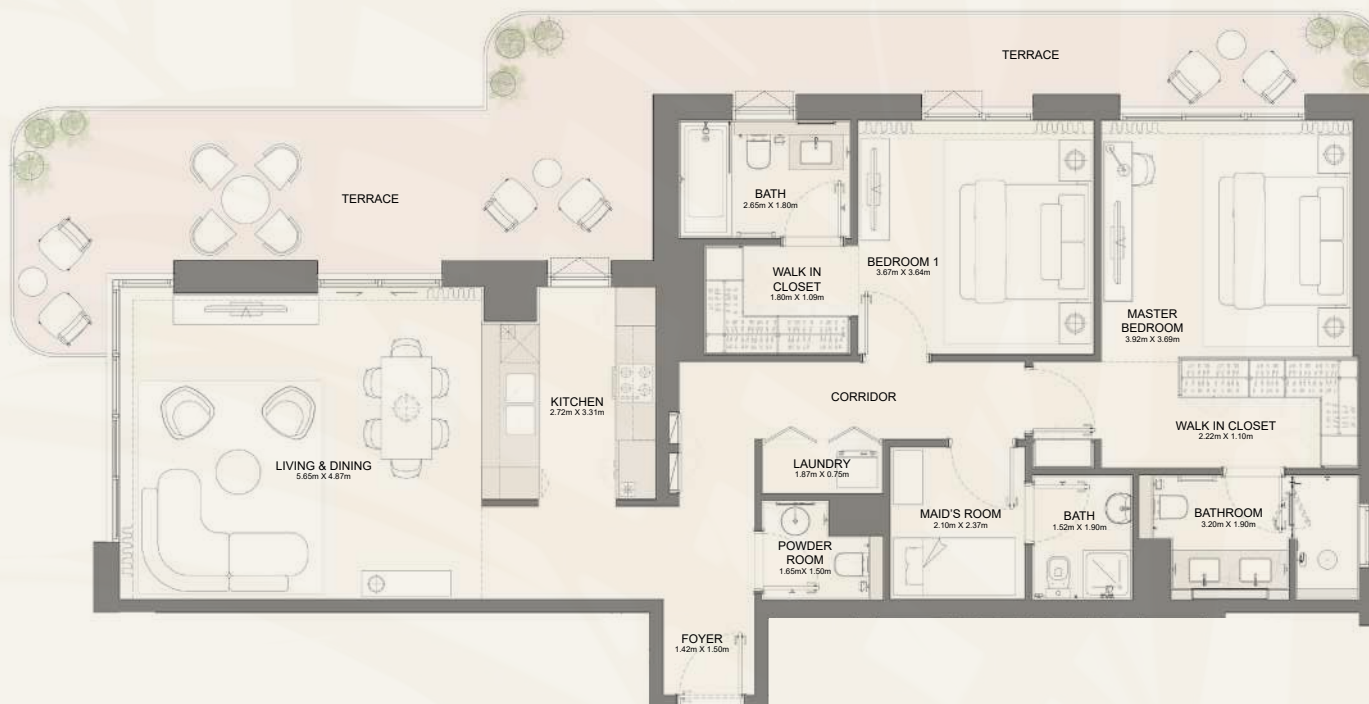 TERRACE
TERRACE
BATH
2.65m X 1.80m
BEDROOM 1
3.67m X 3.64m
WALK IN
CLOSET
1.80m X 1.09m
MASTER
BEDROOM
3.92m X 3.69m
KITCHEN
2.72m X 3.31m
CORRIDOR
WALK IN CLOSET
2.22m X 1.10m
LIVING & DINING
5.65m X 4.87m
LAUNDRY
1.87m X 0.75m
MAID'S ROOM
2.10m X 2.37m
BATH
1.52m X 1.90m
BATHROOM
3.20m X 1.90m
POWDER
ROOM
1.65mX 1.50m
FOYER
1.42m X 1.50m